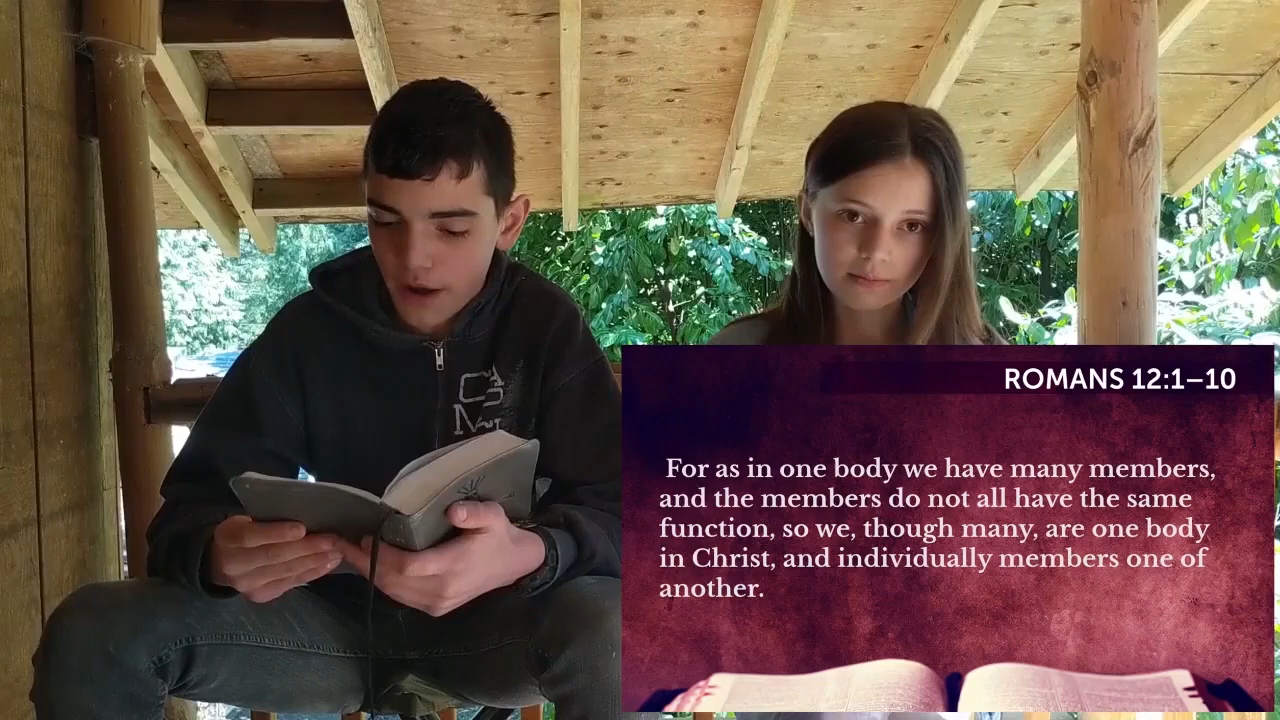 ROMANS 12:1–10
For as in one body we have many members,
and the members do not all have the same
function, so we, though many, are one body
in Christ, and individually members one of
another.